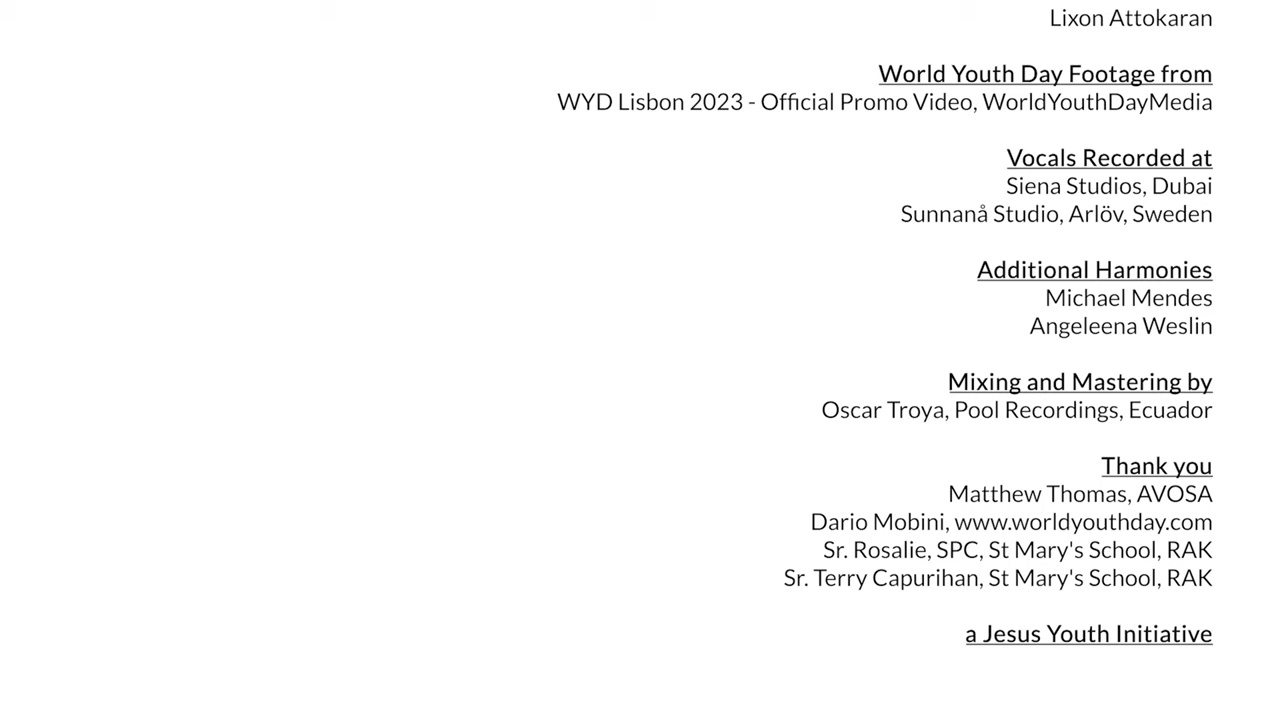 Lixon Attokaran
World Youth Day Footage from
WYD Lisbon 2023 - Official Promo Video, WorldYouthDayMedia
Vocals Recorded at
Siena Studios, Dubai
Sunnanå Studio, Arlöv, Sweden
Additional Harmonies
Michael Mendes
Angeleena Weslin
Mixing and Mastering by
Oscar Troya, Pool Recordings, Ecuador
Thank you
Matthew Thomas, AVOSA
Dario Mobini, www.worldyouthday.com
Sr. Rosalie, SPC, St Mary's School, RAK
Sr. Terry Capurihan, St Mary's School, RAK
a Jesus Youth Initiative